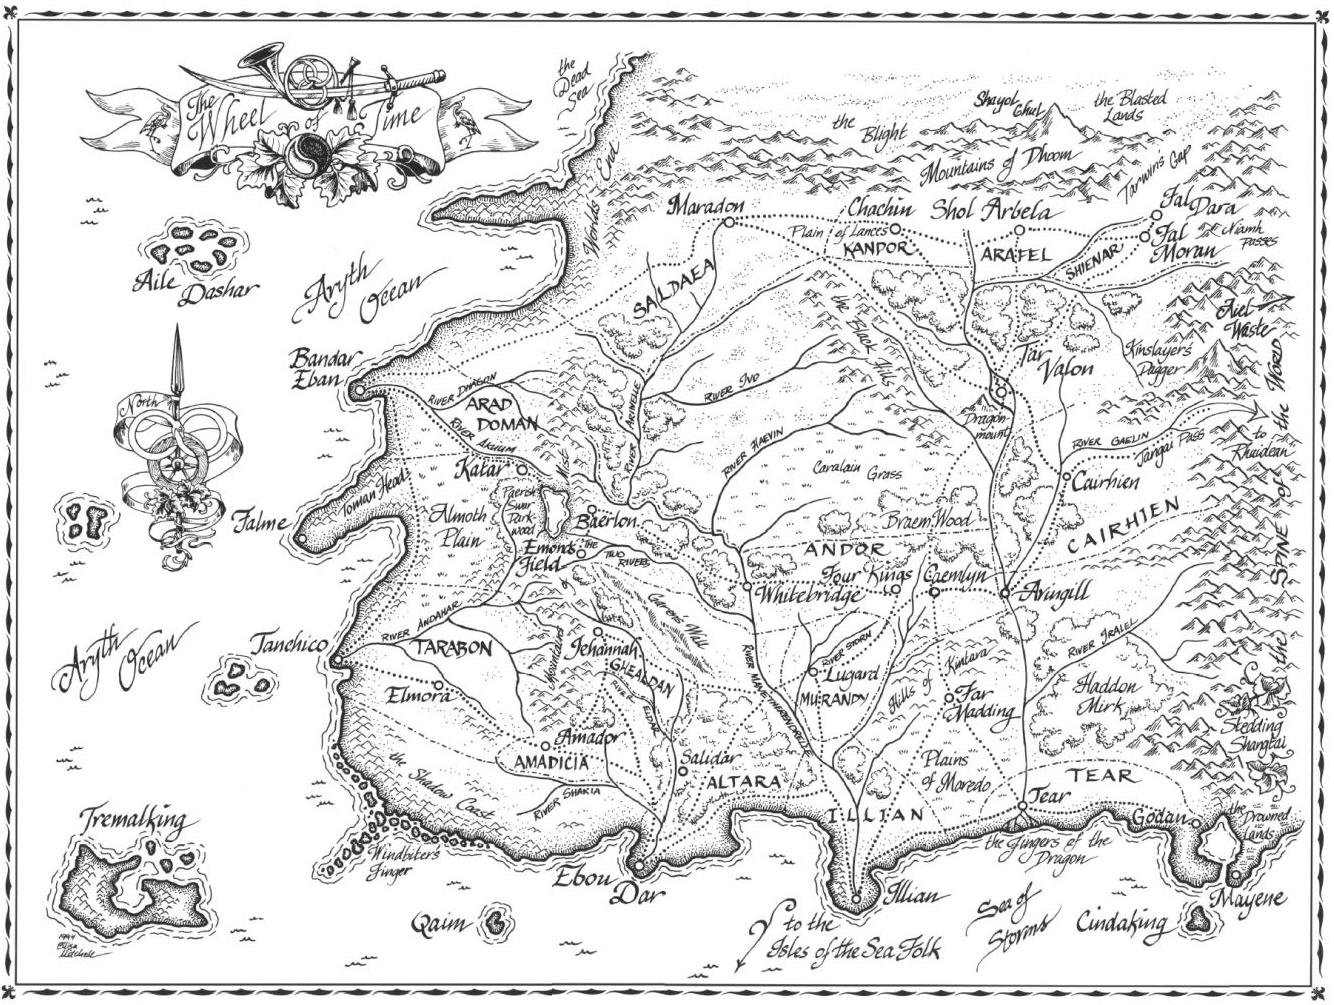 The
Wheel
of
Time
the
Dead
Sea
the
Blight
Shayol
Ghul
the Blasted
Lands
Mountains of Dhoom
Tarwin's Gap
Worlds End
Aile
Dashar
Aryth
Ocean
Maradon
Chachin
Shol Arbela
Plain of Lances
KANDOR
ARAFEL
SHIENAR
Fal
Dara
Fal
Moran
Niamh
Passes
SALDAEA
the Black Hills
Aiel
Waste
North
Bandar
Eban
RIVER DHAGON
ARAD
DOMAN
RIVER AKUUM
RIVER ARINELLE
RIVER IVO
Tar
Valon
Kinslayer's
Dagger
Dragon-
mount
SPINE of the WORLD
RIVER HAEVIN
RIVER GAELIN
Jangai Pass
to
Rhuidean
Katar
Toman Head
Falme
Almoth
Plain
Paerish
Swar
Park
wood
Mountains of Mist
Baerlon
Caralain Grass
Cairhien
Emond's
Field
THE
TWO
RIVERS
Braem Wood
ANDOR
CAIRHIEN
Whitebridge
Four Kings
Caemlyn
Aringill
Aryth
Ocean
Tanchico
RIVER ANDAHAR
TARABON
Jehannah
GHEALDAN
Garen's Wall
RIVER MANETHERENDRELLE
RIVER STORN
Lugard
MURANDY
Hills of
Kintara
RIVER IRALELL
Far
Madding
Haddon
Mirk
Stedding
Shangtai
Elmora
Amador
AMADICIA
RIVER ELDAR
Salidar
ALTARA
Plains
of Maredo
TEAR
the Shadow Coast
RIVER SHAKIA
ILLIAN
Tear
Godan
the
Drowned
Lands
Tremalking
Windbiter's
Finger
the Fingers of the
Dragon
Ebou
Dar
Illian
Mayene
Qaim
to the
Isles of the Sea Folk
Sea of
Storms
Cindaking
1994
Ellisa
Mitchell